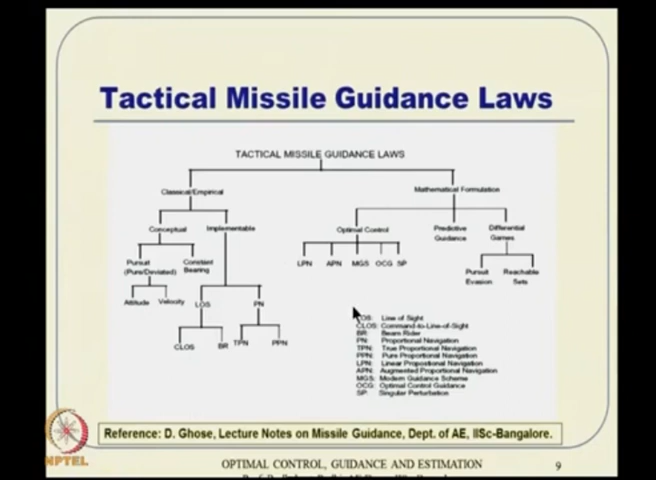 Tactical Missile Guidance Laws
TACTICAL MISSILE GUIDANCE LAWS
Classical/Empirical
Mathematical Formulation
Conceptual
Implementable
Optimal Control
Predictive
Guidance
Differential
Games
Pursuit
(Pure/Deviated)
Constant
Bearing
LPN APN MGS OCG SP
Pursuit
Evasion
Reachable
Sets
Attitude Velocity LOS PN
CLOS BR TPN PPN
Line of Sight
CLOS: Command-to-Line-of-Sight
BR: Beam Rider
PN: Proportional Navigation
TPN: True Proportional Navigation
PPN: Pure Proportional Navigation
LPN: Linear Proportional Navigation
APN: Augmented Proportional Navigation
MGS: Modern Guidance Scheme
OCG: Optimal Control Guidance
SP: Singular Perturbation
Reference: D. Ghose, Lecture Notes on Missile Guidance, Dept. of AE, IISc-Bangalore.
NPTEL
OPTIMAL CONTROL, GUIDANCE AND ESTIMATION 9